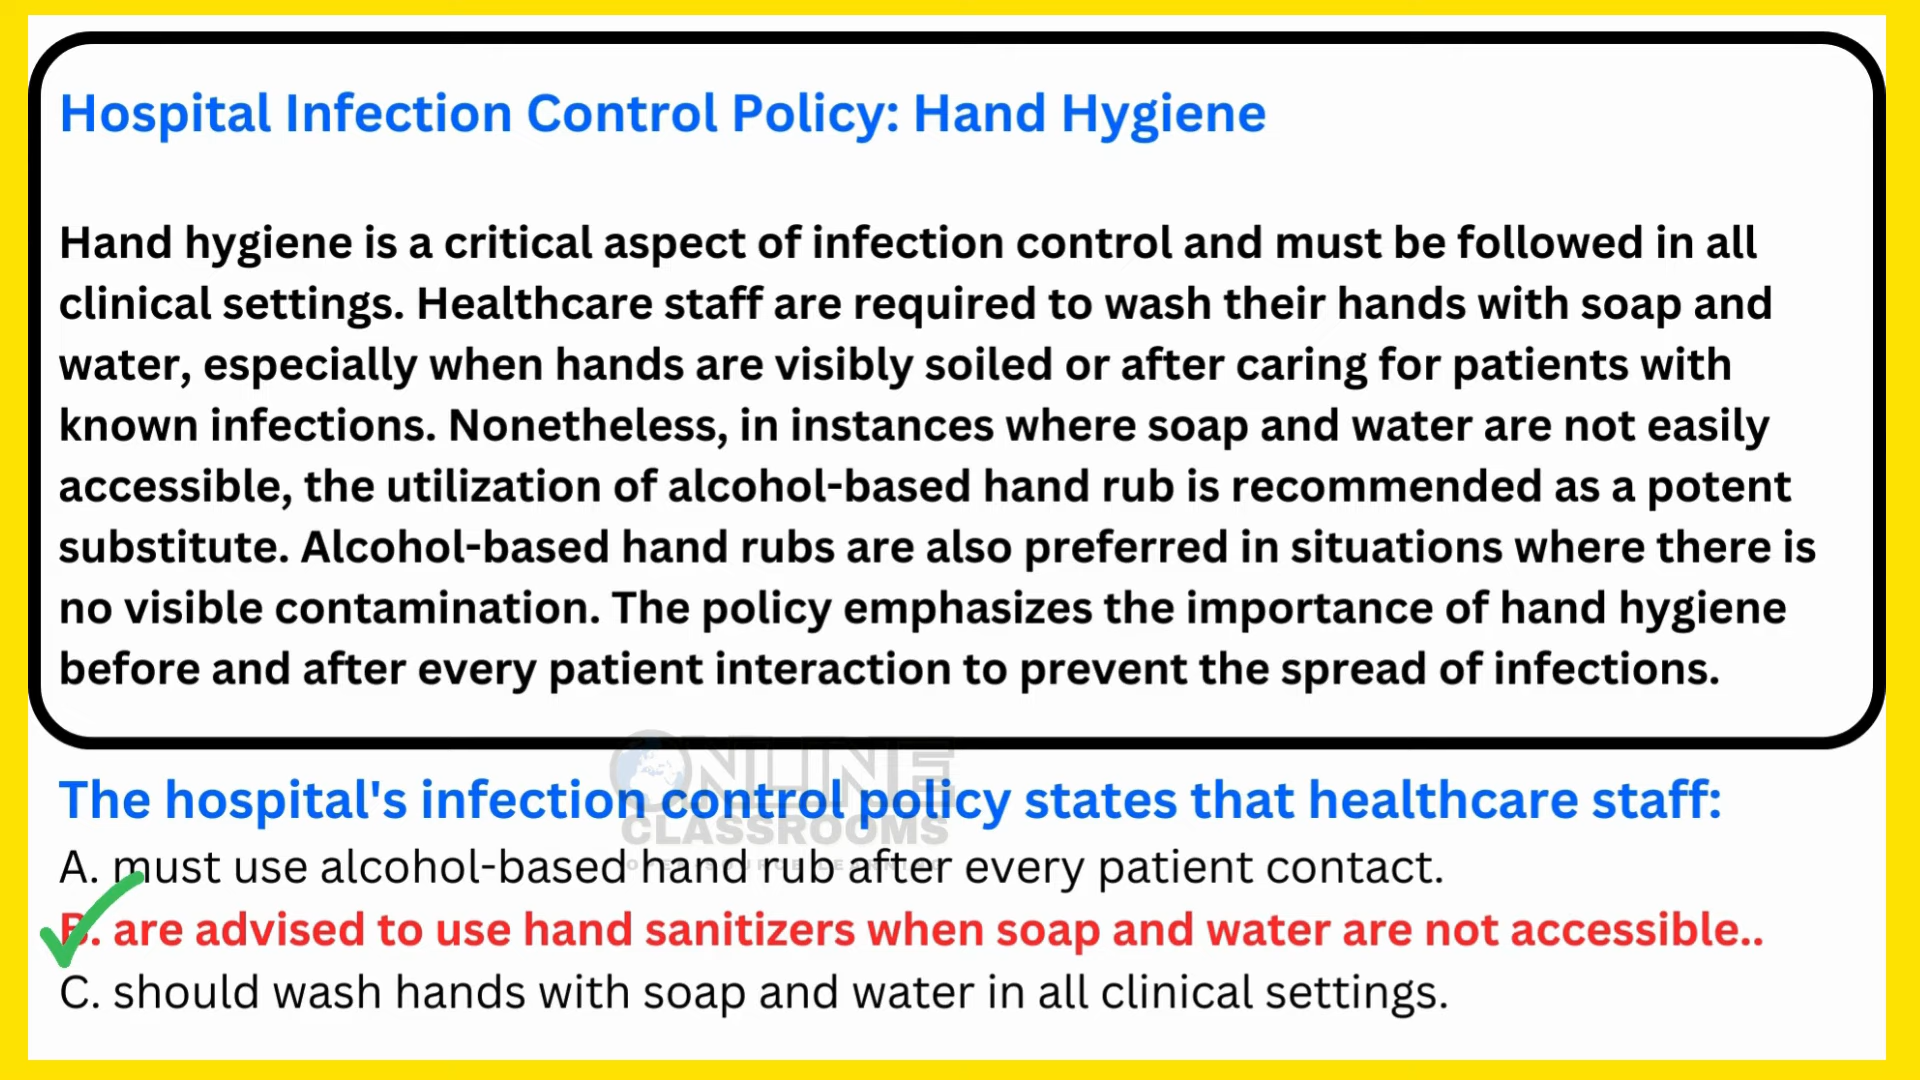 Hospital Infection Control Policy: Hand Hygiene
Hand hygiene is a critical aspect of infection control and must be followed in all
clinical settings. Healthcare staff are required to wash their hands with soap and
water, especially when hands are visibly soiled or after caring for patients with
known infections. Nonetheless, in instances where soap and water are not easily
accessible, the utilization of alcohol-based hand rub is recommended as a potent
substitute. Alcohol-based hand rubs are also preferred in situations where there is
no visible contamination. The policy emphasizes the importance of hand hygiene
before and after every patient interaction to prevent the spread of infections.
ONLINE
The hospital's infection control policy states that healthcare staff:
CLASSROOMS
A. must use alcohol-based hand rub after every patient contact.
B. are advised to use hand sanitizers when soap and water are not accessible..
C. should wash hands with soap and water in all clinical settings.